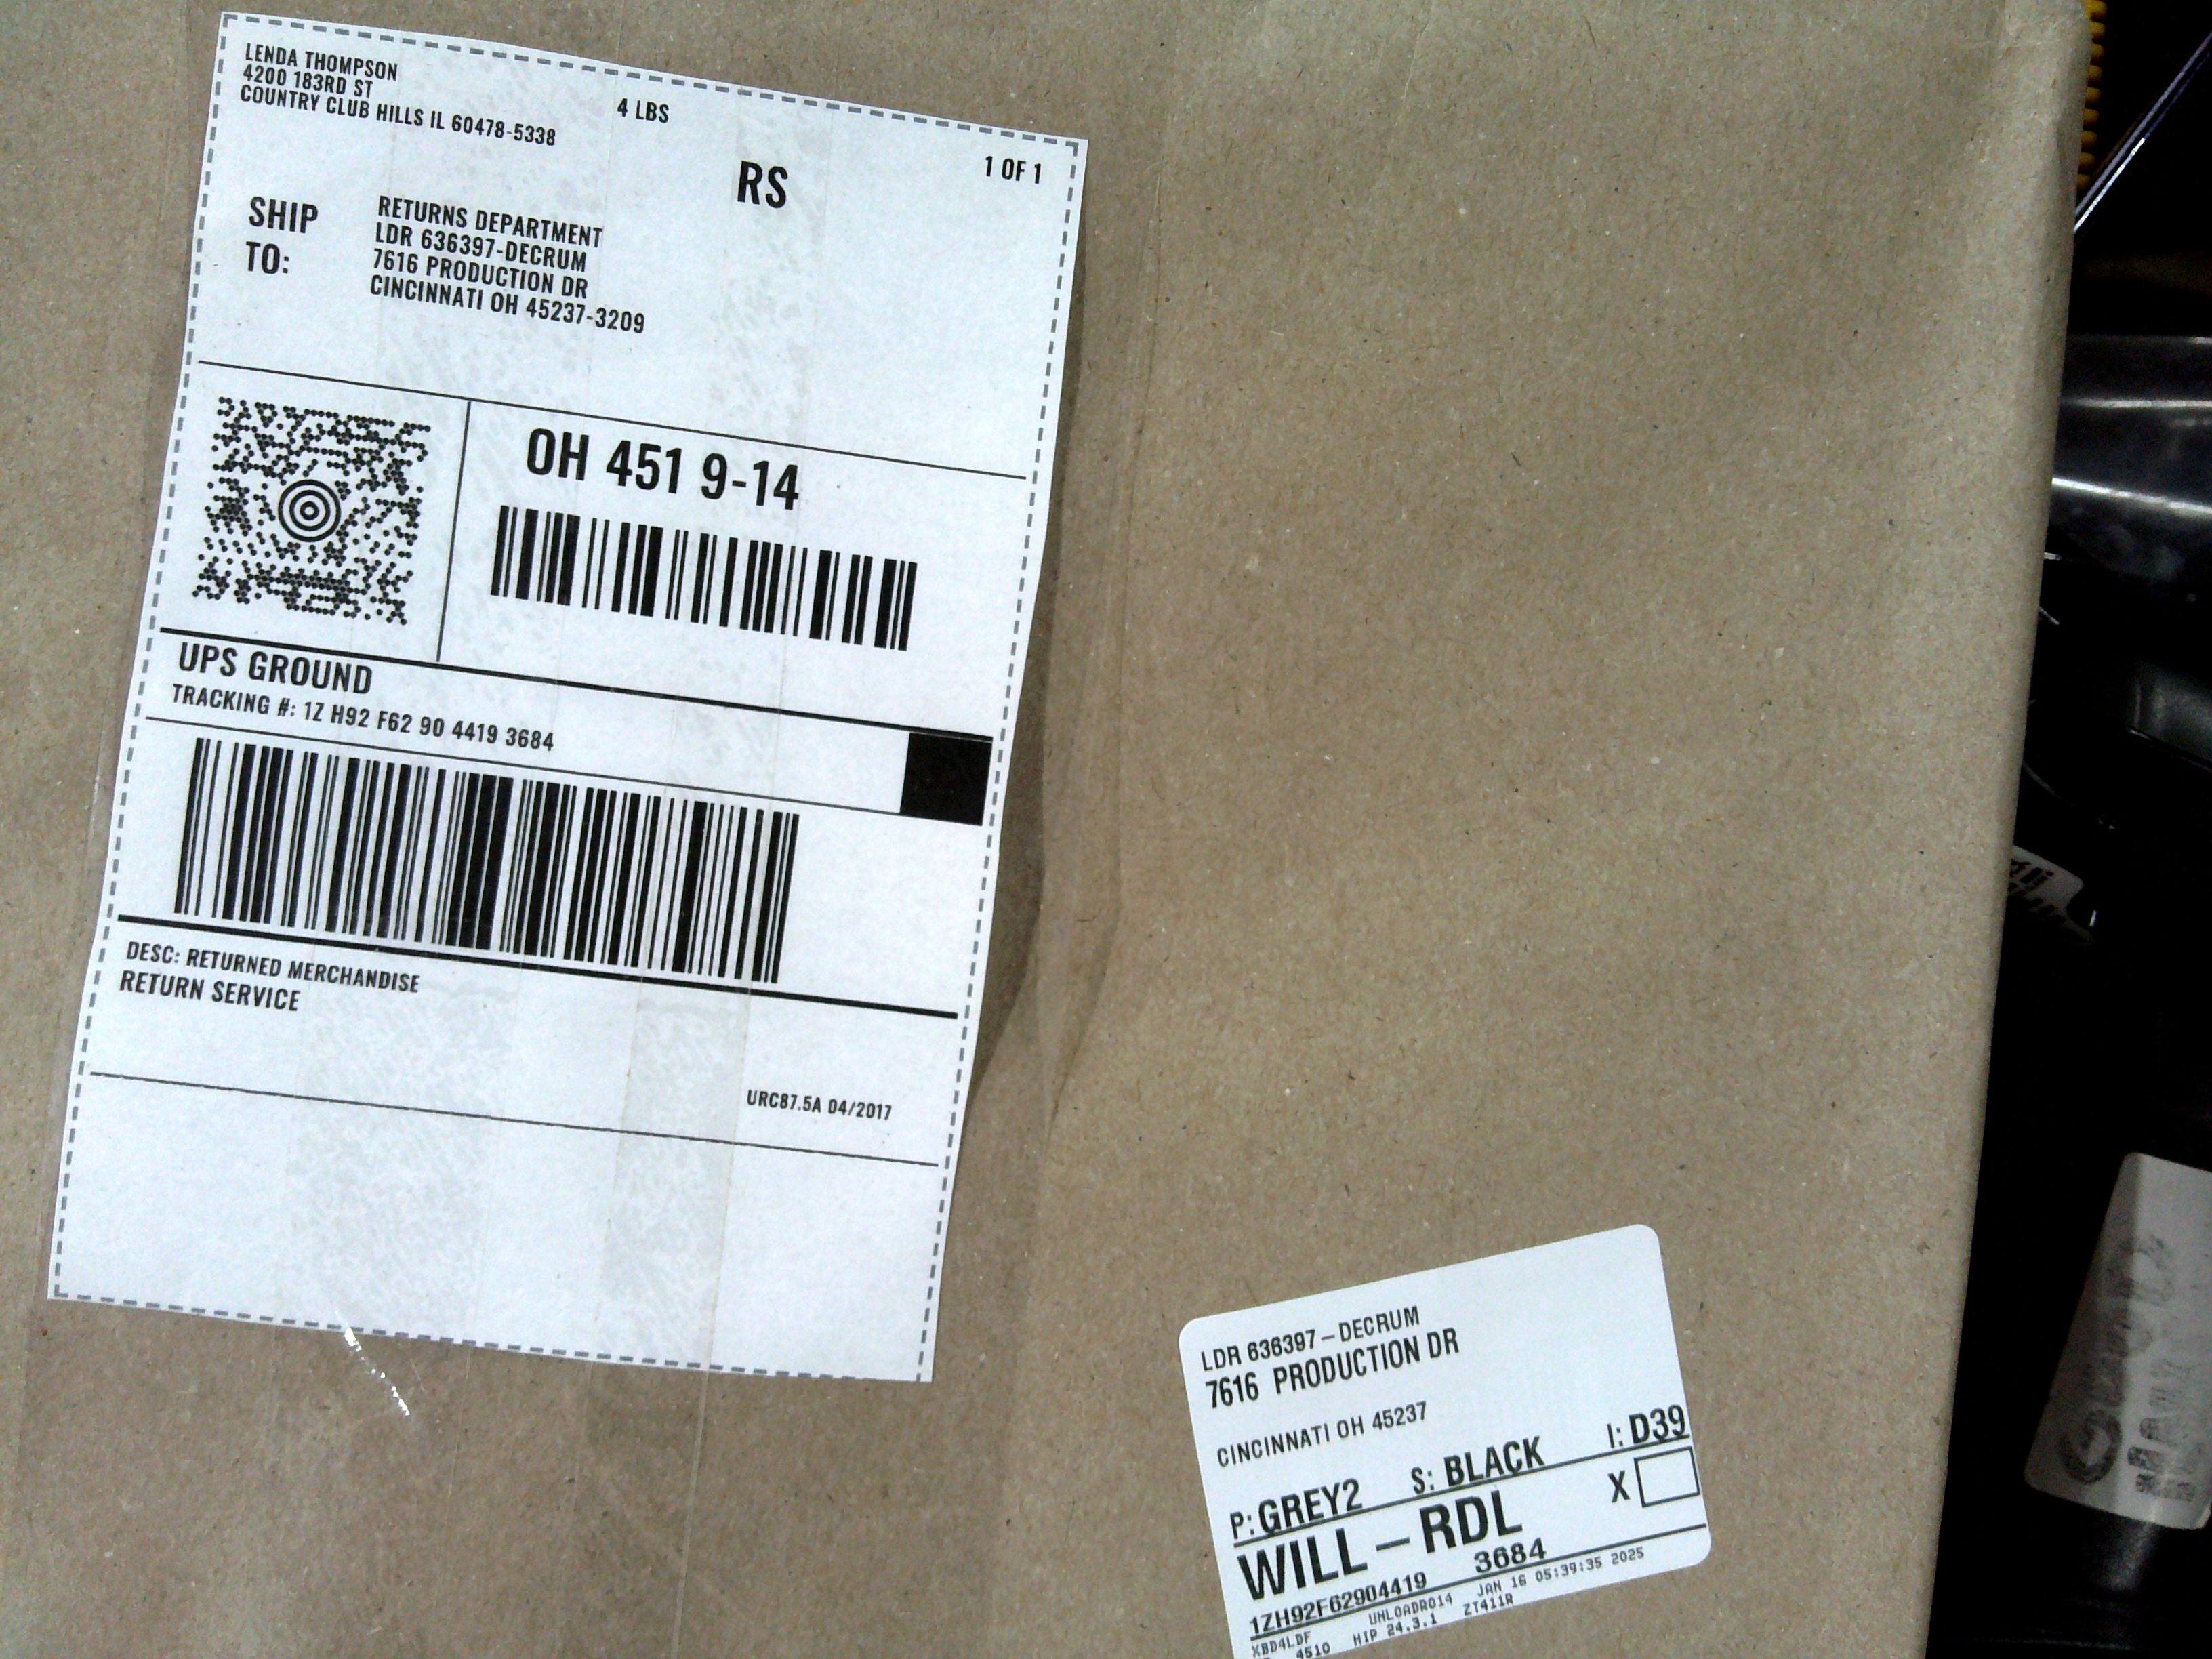 LENDA THOMPSON
4200 183RD ST
COUNTRY CLUB HILLS IL 60478-5338
4 LBS
1 OF 1
RS
SHIP TO:
RETURNS DEPARTMENT
LDR 636397-DECRUM
7616 PRODUCTION DR
CINCINNATI OH 45237-3209
OH 451 9-14
UPS GROUND
TRACKING #: 1Z H92 F62 90 4419 3684
DESC: RETURNED MERCHANDISE
RETURN SERVICE
URC87.5A 04/2017
LDR 636397-DECRUM
7616 PRODUCTION DR
CINCINNATI OH 45237
P: GREY2 S: BLACK I: D39
WILL-RDL X
1ZH92F62904419 3684
XBD4LDF UNLOADR014 JAN 16 05:39:35 2025
4510 HIP 24.3.1 ZT411R